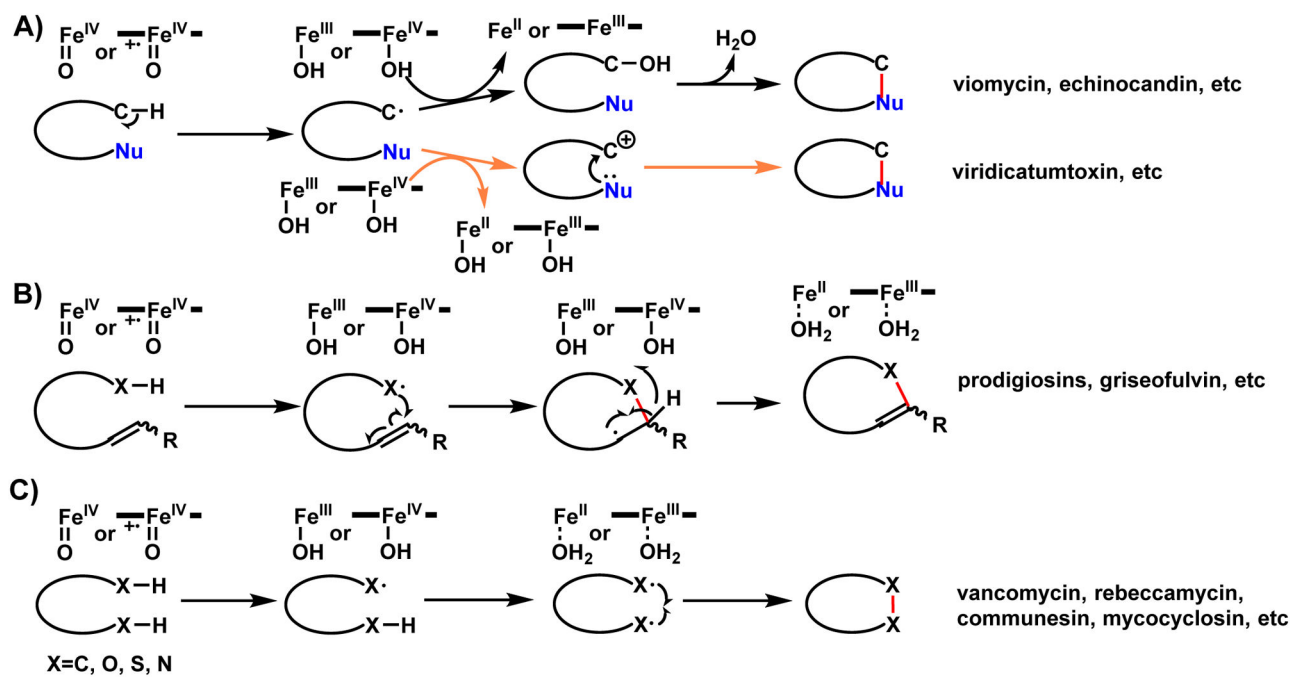 A)
Fe^IV or +• Fe^IV
O O
Fe^III or Fe^IV
OH OH
Fe^II or Fe^III
H2O
C-H
Nu
C·
Nu
C-OH
Nu
C
Nu
viomycin, echinocandin, etc
Fe^III or Fe^IV
OH OH
C⊕
Nu
C
Nu
viridicatumtoxin, etc
Fe^II or Fe^III
OH OH
B)
Fe^IV or +• Fe^IV
O O
Fe^III or Fe^IV
OH OH
Fe^III or Fe^IV
OH OH
Fe^II or Fe^III
OH2 OH2
X-H
R
X·
R
X
H
R
X
R
prodigiosins, griseofulvin, etc
C)
Fe^IV or +• Fe^IV
O O
Fe^III or Fe^IV
OH OH
Fe^II or Fe^III
OH2 OH2
X-H
X-H
X·
X-H
X·
X·
X
X
vancomycin, rebeccamycin,
communesin, mycocyclosin, etc
X=C, O, S, N